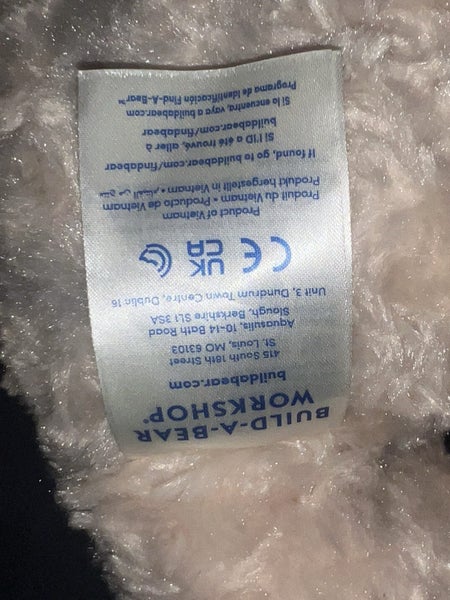 BUILD-A-BEAR
WORKSHOP®
buildabear.com
415 South 18th Street
St. Louis, MO 63103
Aquasulis, 10-14 Bath Road
Slough, Berkshire SL1 3SA
Unit 3, Dundrum Town Centre, Dublin 16
CE UK CA
Product of Vietnam
Produit du Vietnam • Producto de Vietnam
Produkt hergestellt in Vietnam •
If found, go to buildabear.com/findabear
Si l'ID a été trouvé, aller à
buildabear.com/findabear
Si la encuentra, vaya a buildabear.com
Programa de Identificación Find-A-Bear™